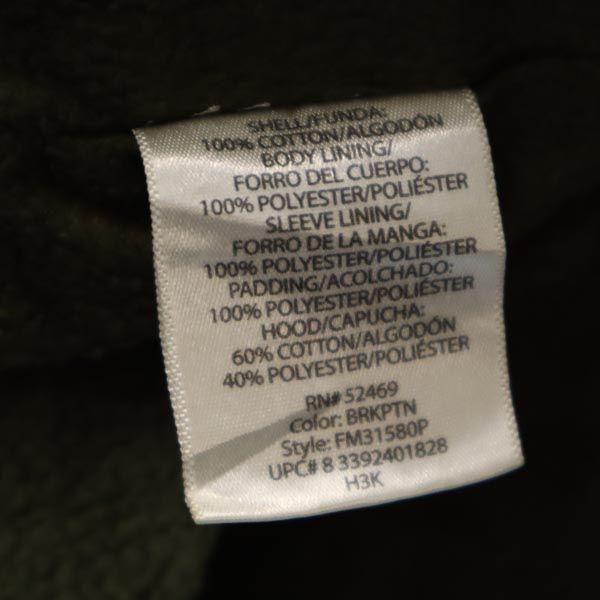 SHELL/FUNDA:
100% COTTON/ALGODÓN
BODY LINING/
FORRO DEL CUERPO:
100% POLYESTER/POLIÉSTER
SLEEVE LINING/
FORRO DE LA MANGA:
100% POLYESTER/POLIÉSTER
PADDING/ACOLCHADO:
100% POLYESTER/POLIÉSTER
HOOD/CAPUCHA:
60% COTTON/ALGODÓN
40% POLYESTER/POLIÉSTER
RN# 52469
Color: BRKPTN
Style: FM31580P
UPC# 8 3392401828
H3K